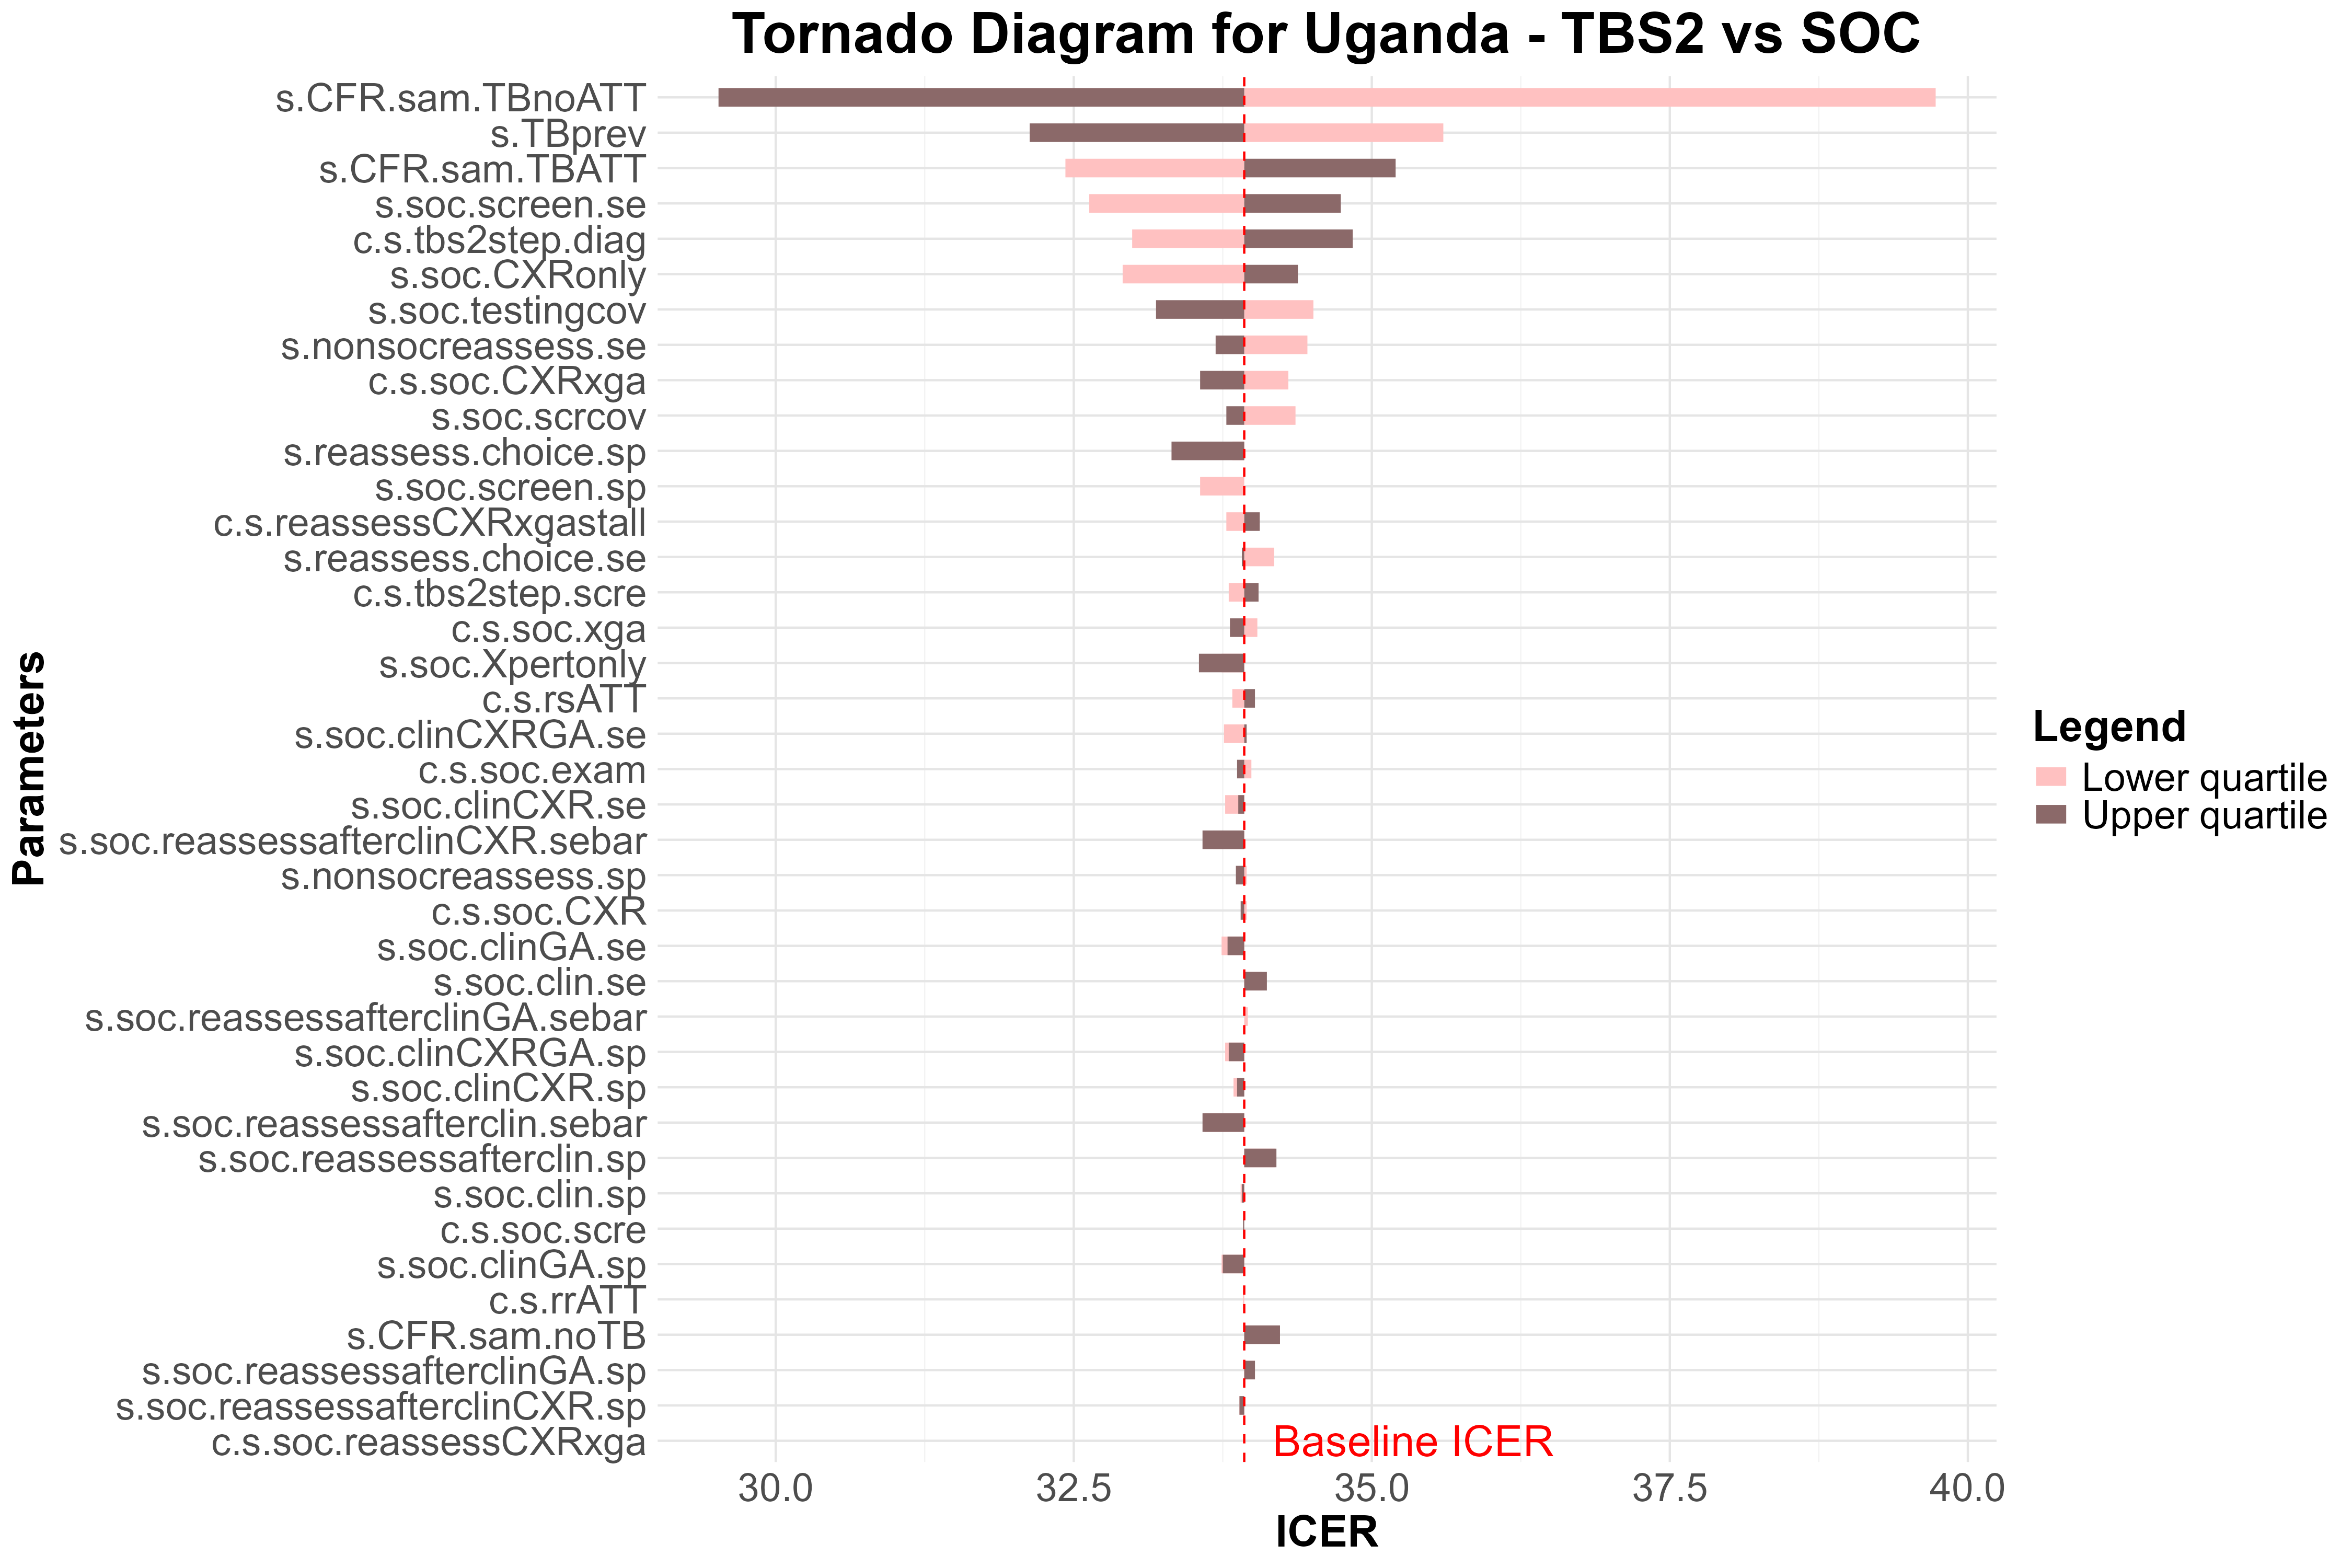 Tornado Diagram for Uganda - TBS2 vs SOC
Parameters
s.CFR.sam.TBnoATT
s.TBprev
s.CFR.sam.TBATT
s.soc.screen.se
c.s.tbs2step.diag
s.soc.CXRonly
s.soc.testingcov
s.nonsocreassess.se
c.s.soc.CXRxga
s.soc.scrcov
s.reassess.choice.sp
s.soc.screen.sp
c.s.reassessCXRxgastall
s.reassess.choice.se
c.s.tbs2step.scre
c.s.soc.xga
s.soc.Xpertonly
c.s.rsATT
s.soc.clinCXRGA.se
c.s.soc.exam
s.soc.clinCXR.se
s.soc.reassessafterclinCXR.sebar
s.nonsocreassess.sp
c.s.soc.CXR
s.soc.clinGA.se
s.soc.clin.se
s.soc.reassessafterclinGA.sebar
s.soc.clinCXRGA.sp
s.soc.clinCXR.sp
s.soc.reassessafterclin.sebar
s.soc.reassessafterclin.sp
s.soc.clin.sp
c.s.soc.scre
s.soc.clinGA.sp
c.s.rrATT
s.CFR.sam.noTB
s.soc.reassessafterclinGA.sp
s.soc.reassessafterclinCXR.sp
c.s.soc.reassessCXRxga
Baseline ICER
30.0 32.5 35.0 37.5 40.0
ICER
Legend
Lower quartile
Upper quartile